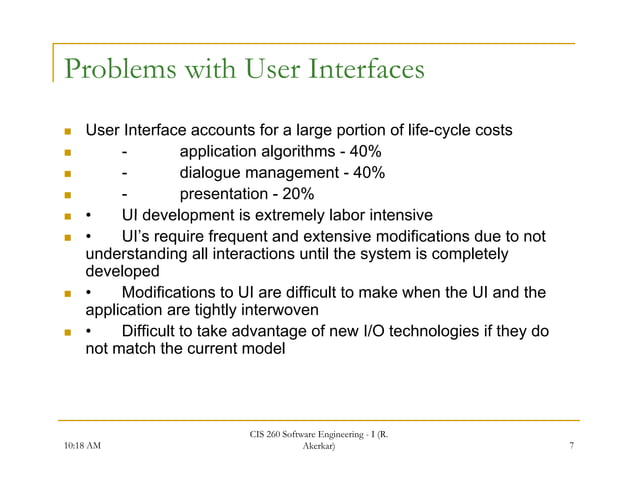 Problems with User Interfaces
■ User Interface accounts for a large portion of life-cycle costs
■ - application algorithms - 40%
■ - dialogue management - 40%
■ - presentation - 20%
■ • UI development is extremely labor intensive
■ • UI’s require frequent and extensive modifications due to not
understanding all interactions until the system is completely
developed
■ • Modifications to UI are difficult to make when the UI and the
application are tightly interwoven
■ • Difficult to take advantage of new I/O technologies if they do
not match the current model
10:18 AM
CIS 260 Software Engineering - I (R.
Akerkar)
7